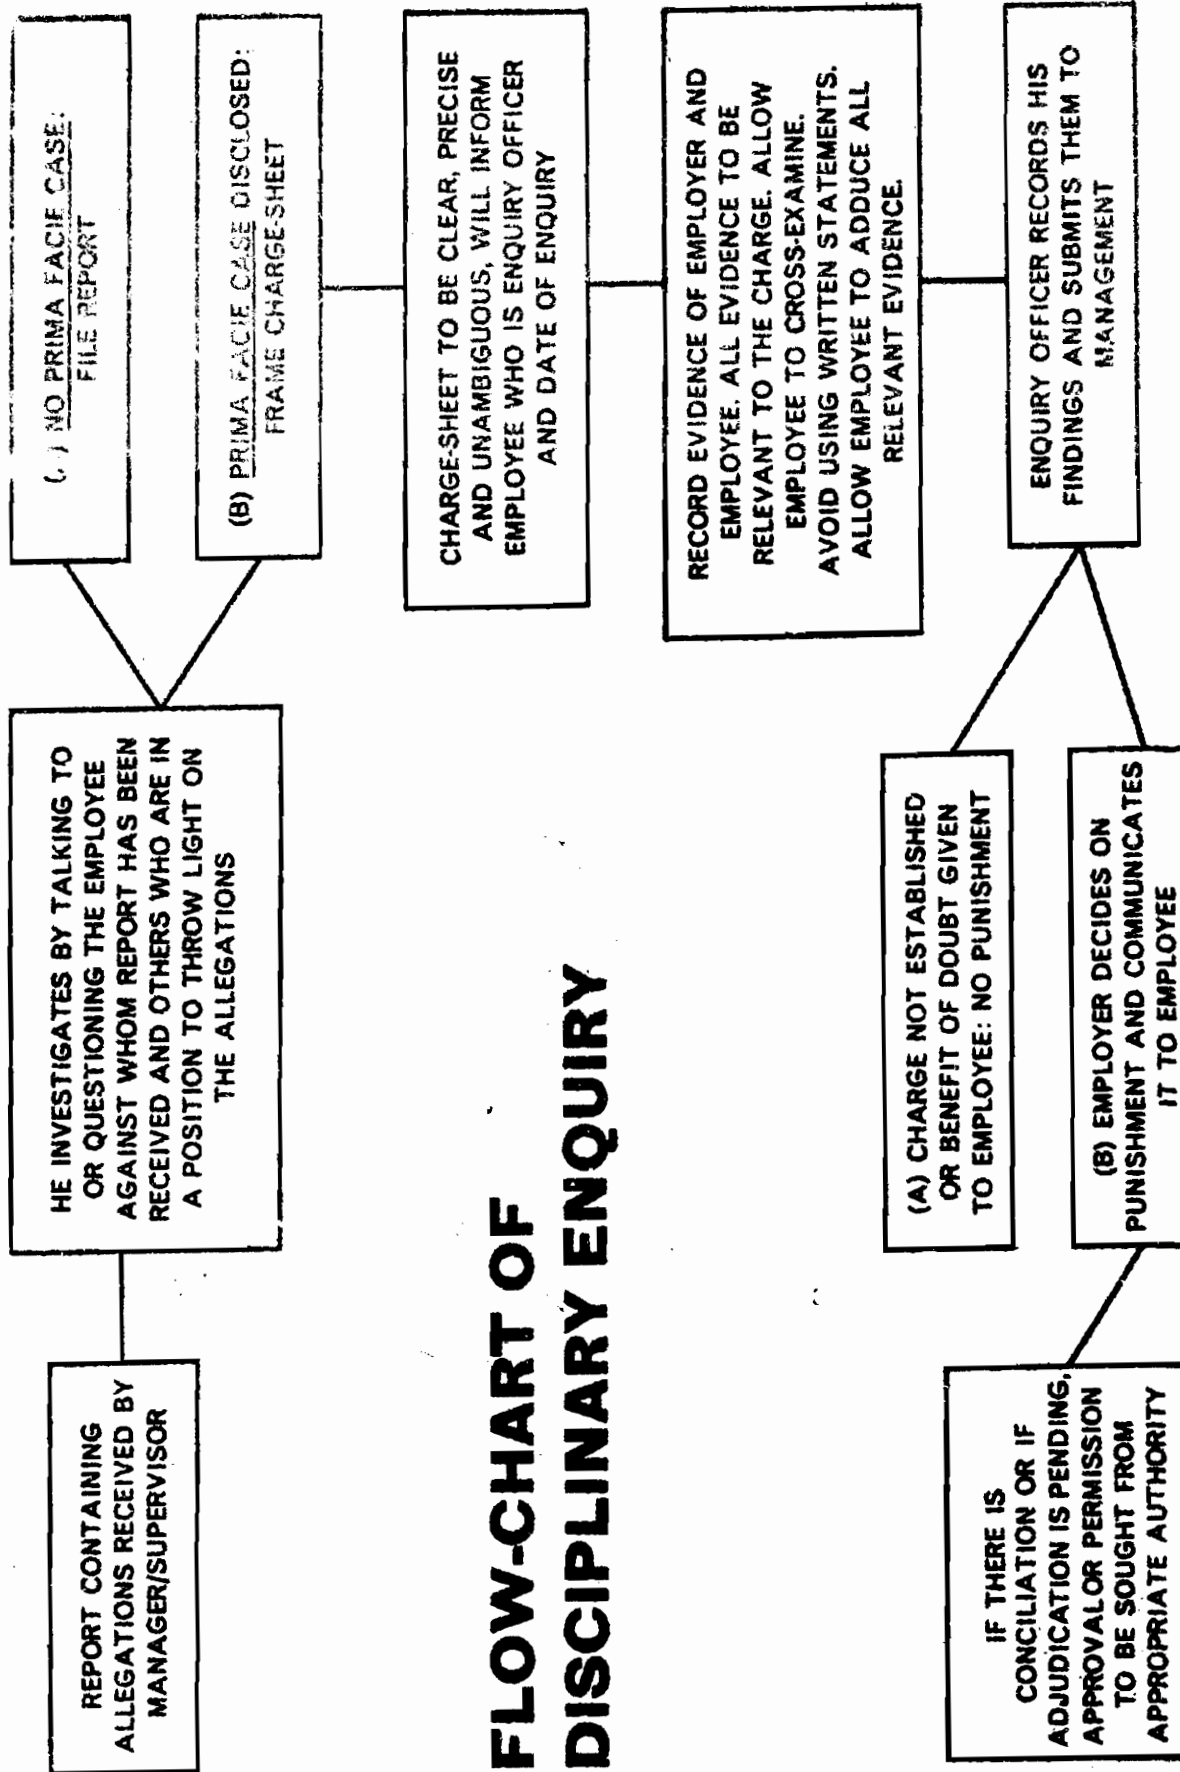 REPORT CONTAINING
ALLEGATIONS RECEIVED BY
MANAGER/SUPERVISOR
HE INVESTIGATES BY TALKING TO
OR QUESTIONING THE EMPLOYEE
AGAINST WHOM REPORT HAS BEEN
RECEIVED AND OTHERS WHO ARE IN
A POSITION TO THROW LIGHT ON
THE ALLEGATIONS
NO PRIMA FACIE CASE:
FILE REPORT
(B) PRIMA FACIE CASE DISCLOSED:
FRAME CHARGE-SHEET
FLOW-CHART OF
DISCIPLINARY ENQUIRY
CHARGE-SHEET TO BE CLEAR, PRECISE
AND UNAMBIGUOUS, WILL INFORM
EMPLOYEE WHO IS ENQUIRY OFFICER
AND DATE OF ENQUIRY
RECORD EVIDENCE OF EMPLOYER AND
EMPLOYEE. ALL EVIDENCE TO BE
RELEVANT TO THE CHARGE. ALLOW
EMPLOYEE TO CROSS-EXAMINE.
AVOID USING WRITTEN STATEMENTS.
ALLOW EMPLOYEE TO ADDUCE ALL
RELEVANT EVIDENCE.
ENQUIRY OFFICER RECORDS HIS
FINDINGS AND SUBMITS THEM TO
MANAGEMENT
(A) CHARGE NOT ESTABLISHED
OR BENEFIT OF DOUBT GIVEN
TO EMPLOYEE: NO PUNISHMENT
(B) EMPLOYER DECIDES ON
PUNISHMENT AND COMMUNICATES
IT TO EMPLOYEE
IF THERE IS
CONCILIATION OR IF
ADJUDICATION IS PENDING,
APPROVALOR PERMISSION
TO BE SOUGHT FROM
APPROPRIATE AUTHORITY